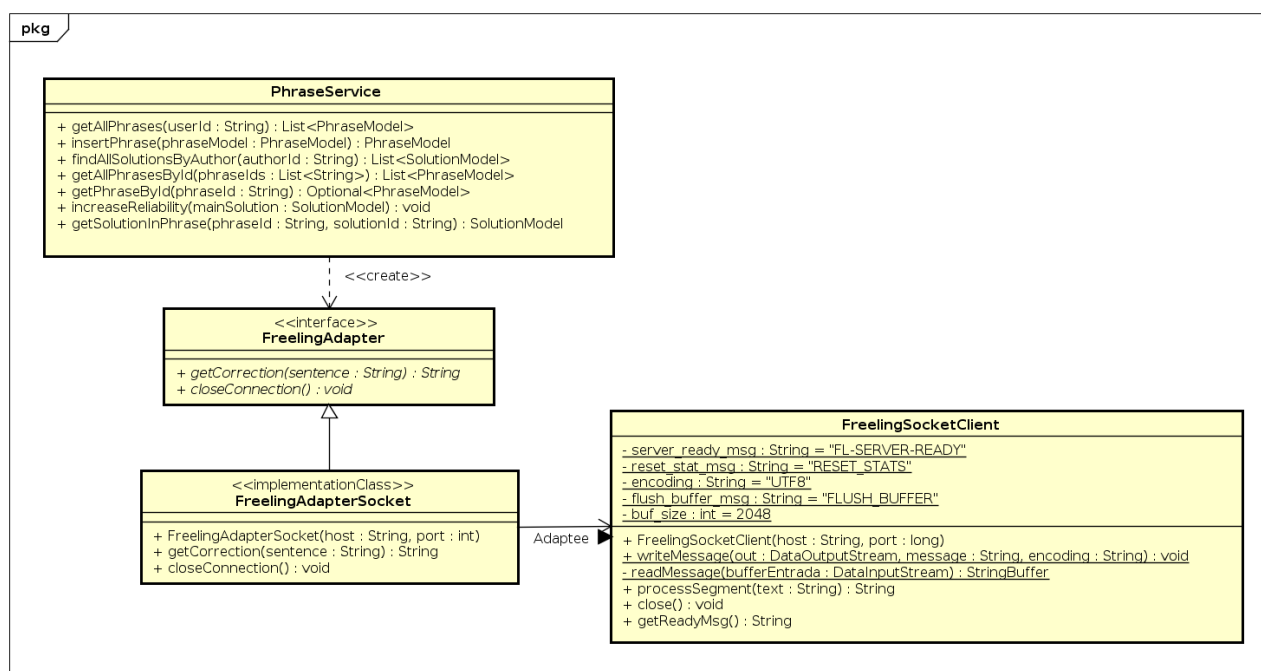 pkg
PhraseService
+ getAllPhrases(userId : String) : List<PhraseModel>
+ insertPhrase(phraseModel : PhraseModel) : PhraseModel
+ findAllSolutionsByAuthor(authorId : String) : List<SolutionModel>
+ getAllPhrasesById(phraseIds : List<String>) : List<PhraseModel>
+ getPhraseById(phraseId : String) : Optional<PhraseModel>
+ increaseReliability(mainSolution : SolutionModel) : void
+ getSolutionInPhrase(phraseId : String, solutionId : String) : SolutionModel
<<create>>
<<interface>>
FreelingAdapter
+ getCorrection(sentence : String) : String
+ closeConnection() : void
<<implementationClass>>
FreelingAdapterSocket
+ FreelingAdapterSocket(host : String, port : int)
+ getCorrection(sentence : String) : String
+ closeConnection() : void
Adaptee
FreelingSocketClient
- server_ready_msg : String = "FL-SERVER-READY"
- reset_stat_msg : String = "RESET_STATS"
- encoding : String = "UTF8"
- flush_buffer_msg : String = "FLUSH_BUFFER"
- buf_size : int = 2048
+ FreelingSocketClient(host : String, port : long)
+ writeMessage(out : DataOutputStream, message : String, encoding : String) : void
- readMessage(bufferEntrada : DataInputStream) : StringBuffer
+ processSegment(text : String) : String
+ close() : void
+ getReadyMsg() : String